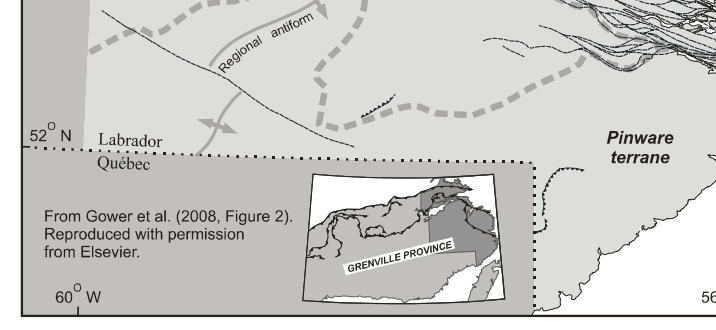 Regional antiform
52° N
Labrador
Québec
Pinware
terrane
From Gower et al. (2008, Figure 2).
Reproduced with permission
from Elsevier.
GRENVILLE PROVINCE
60° W
56